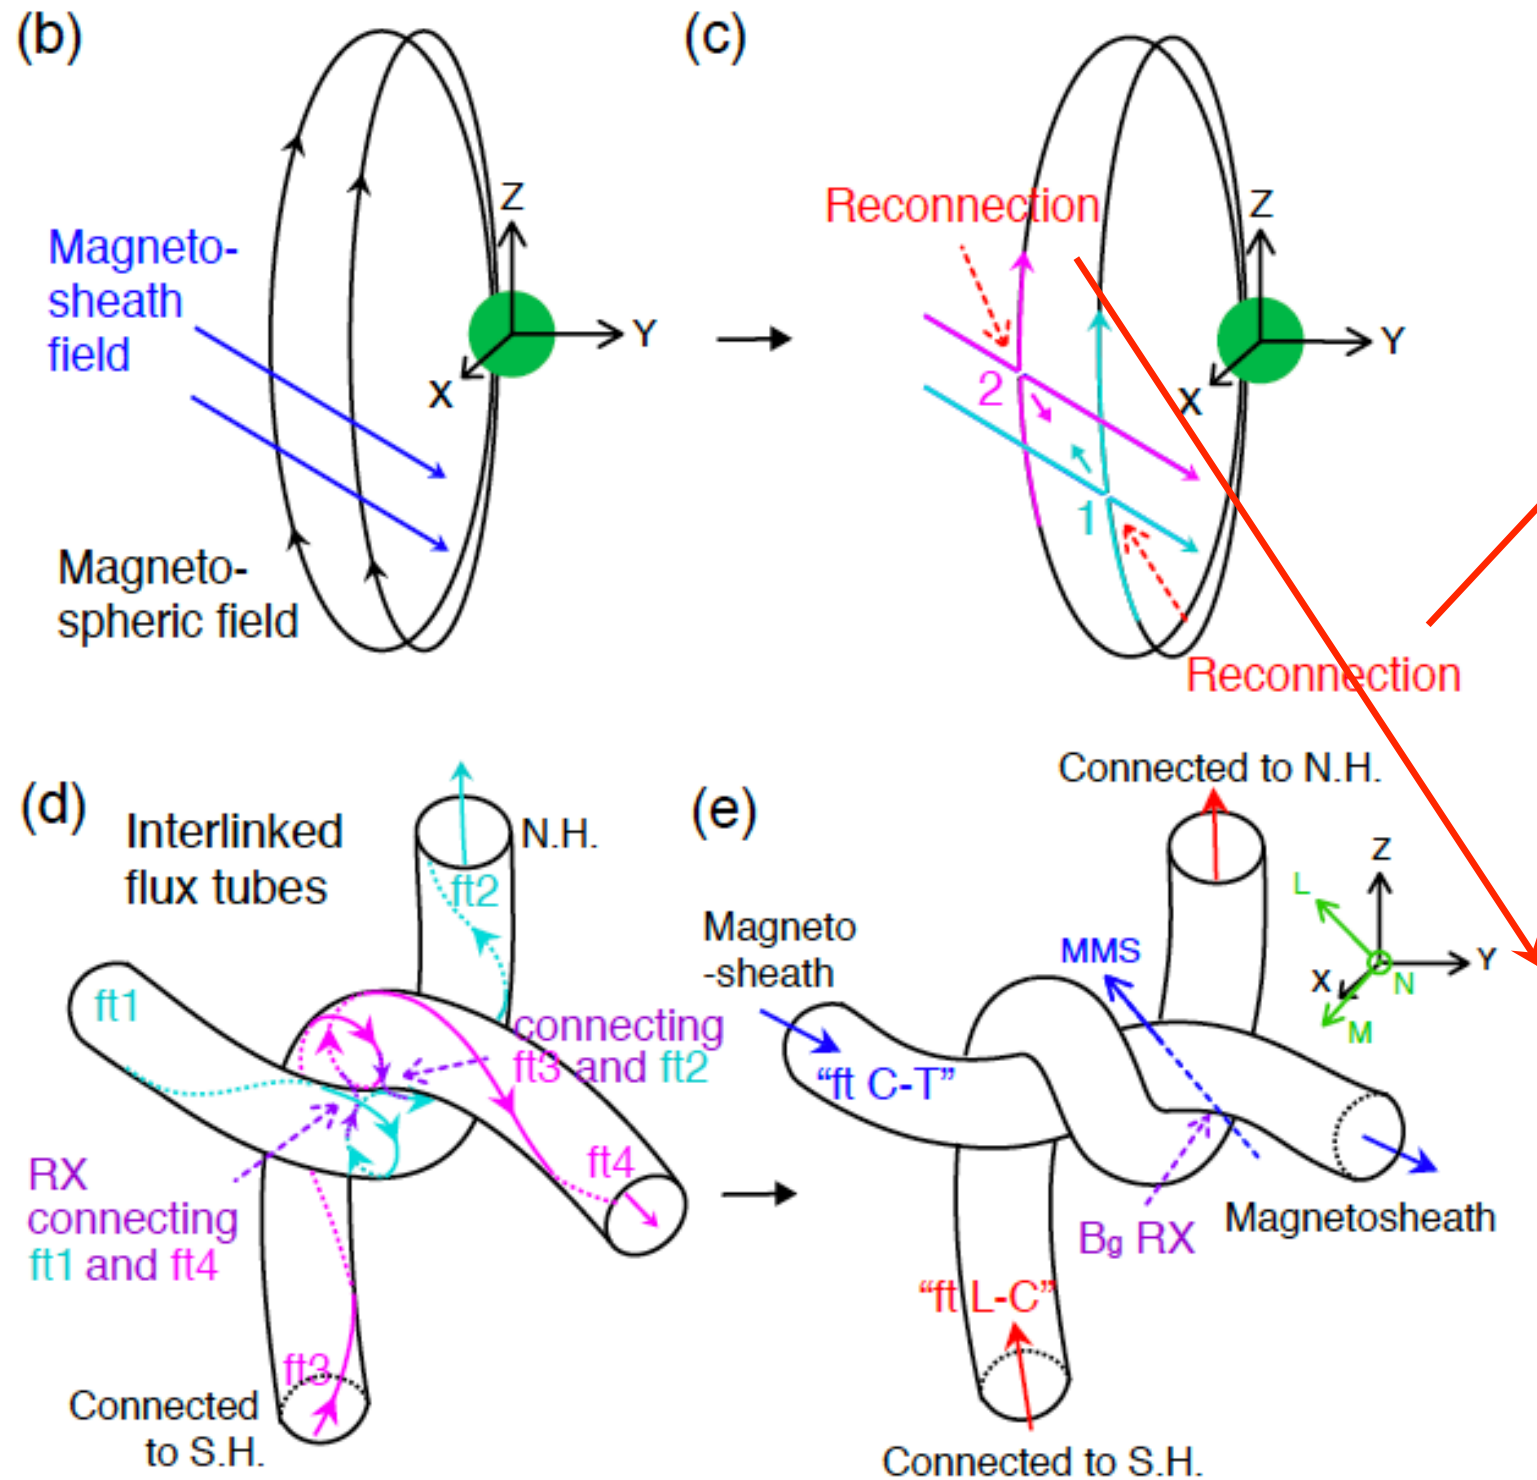 (b)
Z
Magneto-
sheath
field
Y
X
Magneto-
spheric field
(c)
Reconnection
Z
Y
X
2
1
Reconnection
(d)
Interlinked
flux tubes
N.H.
ft2
ft1
connecting
ft3 and ft2
RX
connecting
ft1 and ft4
ft4
ft3
Connected
to S.H.
(e)
Connected to N.H.
Z
L
Y
X
N
M
Magneto
-sheath
MMS
“ft C-T”
Magnetosheath
Bg RX
“ft L-C”
Connected to S.H.